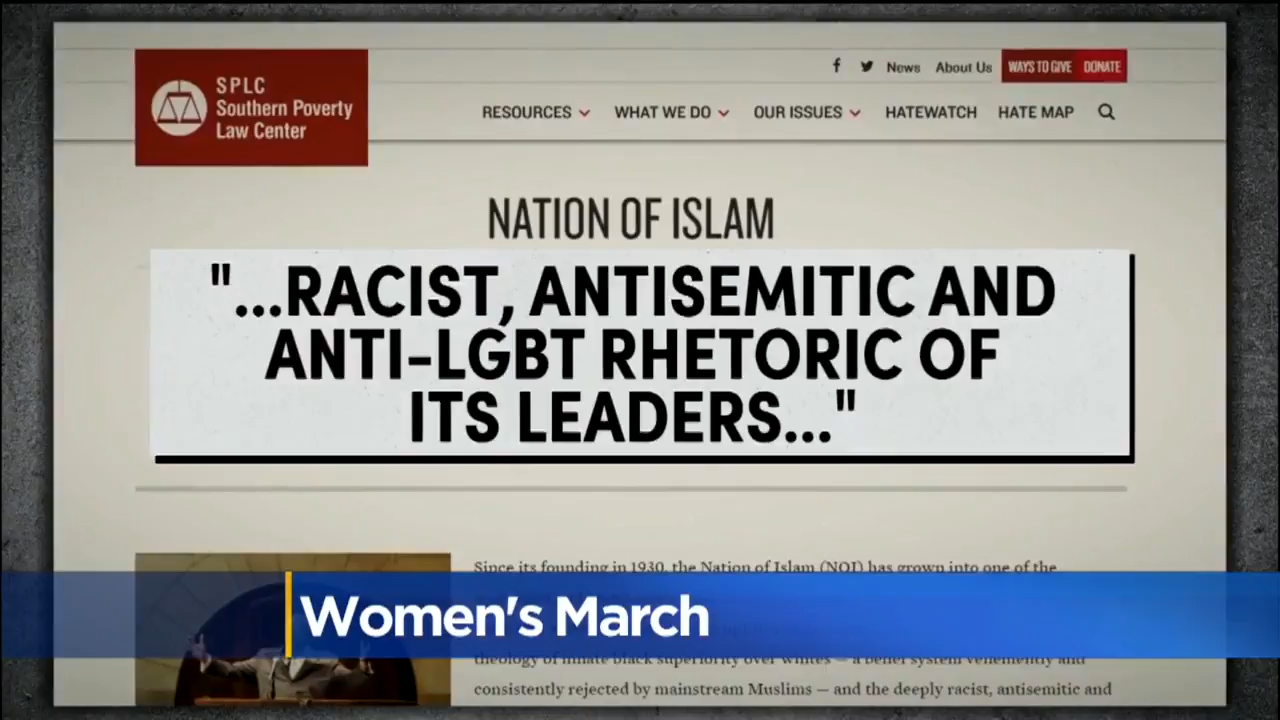 SPLC
Southern Poverty
Law Center
News About Us WAYS TO GIVE DONATE
RESOURCES WHAT WE DO OUR ISSUES HATEWATCH HATE MAP
NATION OF ISLAM
"...RACIST, ANTISEMITIC AND
ANTI-LGBT RHETORIC OF
ITS LEADERS..."
Since its founding in 1930, the Nation of Islam (NOI) has grown into one of the
Women's March
theology of innate black superiority over whites — a belief system vehemently and
consistently rejected by mainstream Muslims — and the deeply racist, antisemitic and